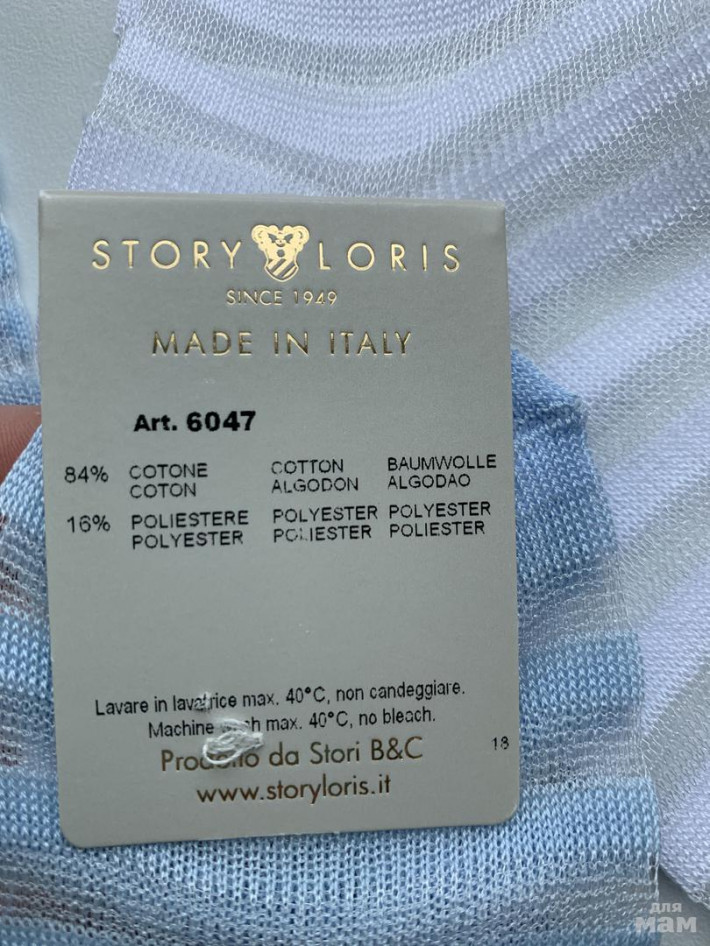 STORY LORIS
SINCE 1949
MADE IN ITALY
Art. 6047
84% COTONE COTTON BAUMWOLLE
COTON ALGODON ALGODAO
16% POLIESTERE POLYESTER POLYESTER
POLYESTER POLIESTER POLIESTER
Lavare in lavatrice max. 40°C, non candeggiare.
Machine wash max. 40°C, no bleach.
18
Prodotto da Stori B&C
www.storyloris.it
для
мам